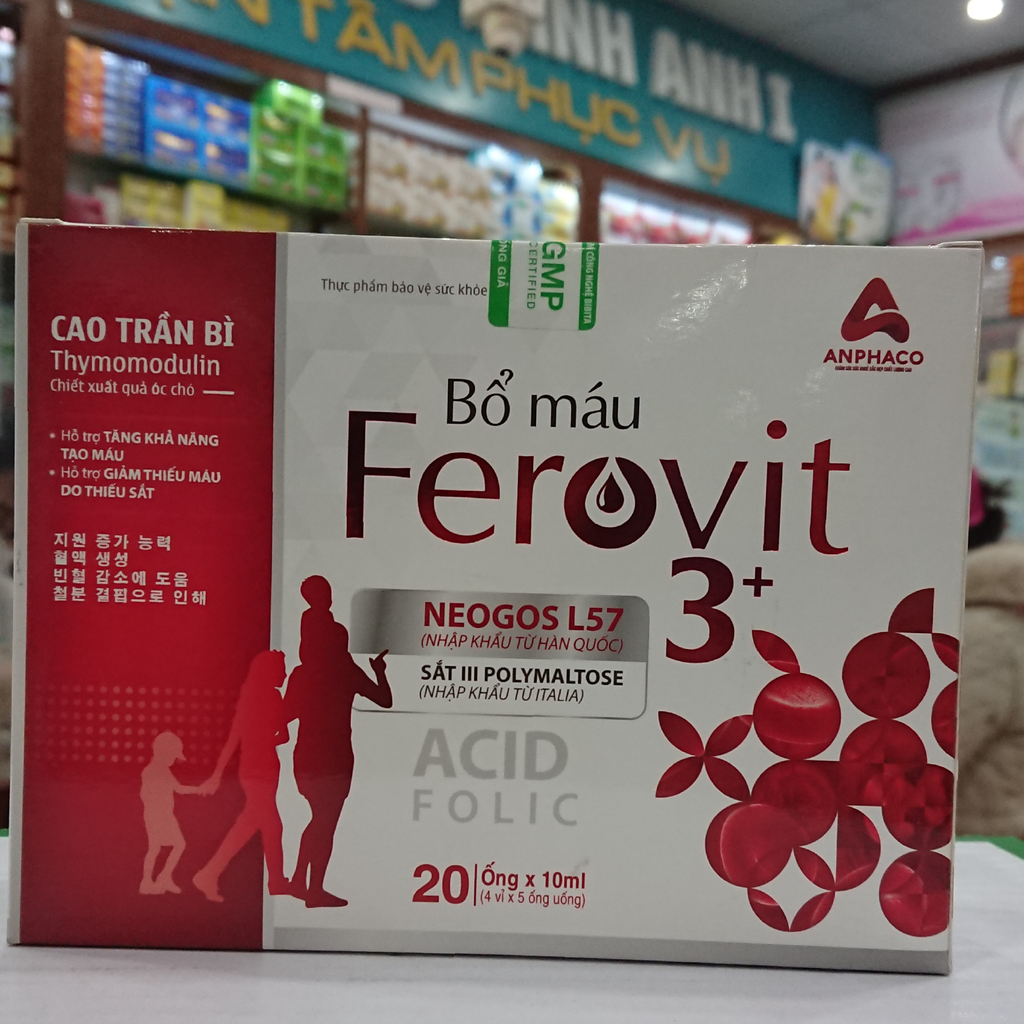 NH ANH I
N TÂM PHỤC VỤ
Thực phẩm bảo vệ sức khỏe
GMP
CERTIFIED
CÔNG NGHỆ BIBITA
ANPHACO
CAO TRẦN BÌ
Thymomodulin
Chiết xuất quả óc chó
• Hỗ trợ TĂNG KHẢ NĂNG
TẠO MÁU
• Hỗ trợ GIẢM THIẾU MÁU
DO THIẾU SẮT
지원 증가 능력
혈액 생성
빈혈 감소에 도움
철분 결핍으로 인해
Bổ máu
Ferovit
3+
NEOGOS L57
(NHẬP KHẨU TỪ HÀN QUỐC)
SẮT III POLYMALTOSE
(NHẬP KHẨU TỪ ITALIA)
ACID
FOLIC
20 Ống x 10ml
(4 vỉ x 5 ống uống)